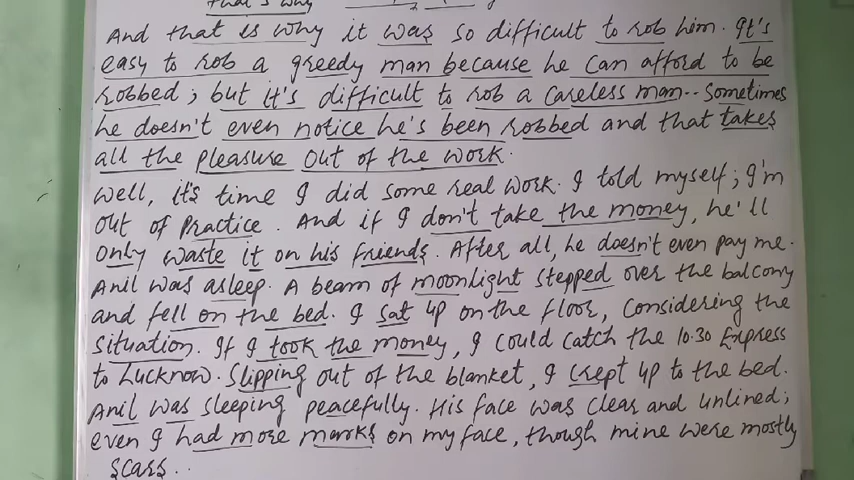 that's why
And that is why it was so difficult to rob him. It's
easy to rob a greedy man because he can afford to be
robbed; but it's difficult to rob a careless man-- sometimes
he doesn't even notice he's been robbed and that takes
all the pleasure out of the work.
Well, it's time I did some real work. I told myself; I'm
out of practice. And if I don't take the money, he'll
only waste it on his friends. After all, he doesn't even pay me.
Anil was asleep. A beam of moonlight stepped over the balcony
and fell on the bed. I sat up on the floor, considering the
situation. If I took the money, I could catch the 10.30 Express
to Lucknow. Slipping out of the blanket, I crept up to the bed.
Anil was sleeping peacefully. His face was clear and unlined;
even I had more marks on my face, though mine were mostly
scars..